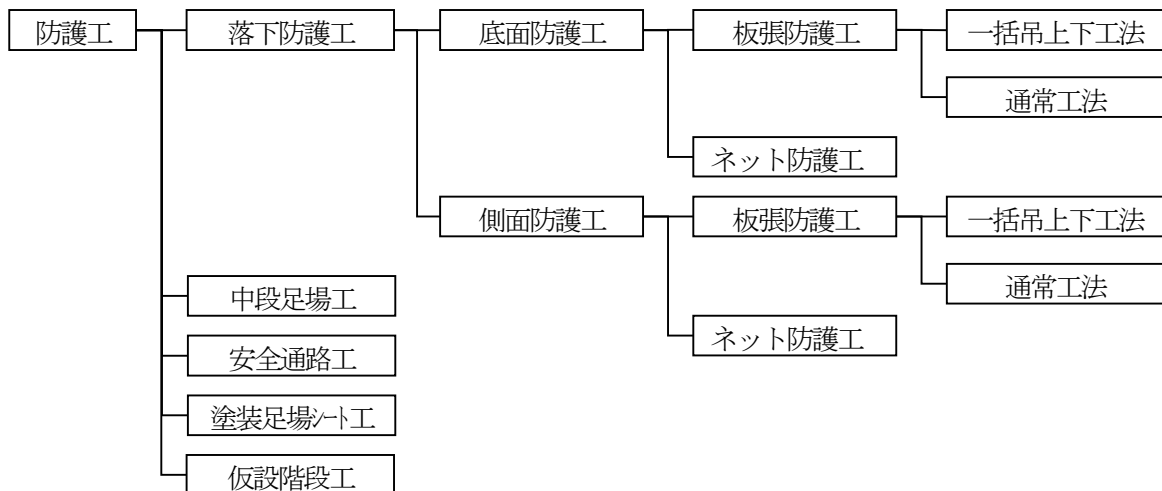 防護工 落下防護工 底面防護工 板張防護工 一括吊上下工法
通常工法
ネット防護工
側面防護工 板張防護工 一括吊上下工法
通常工法
中段足場工
ネット防護工
安全通路工
塗装足場シート工
仮設階段工